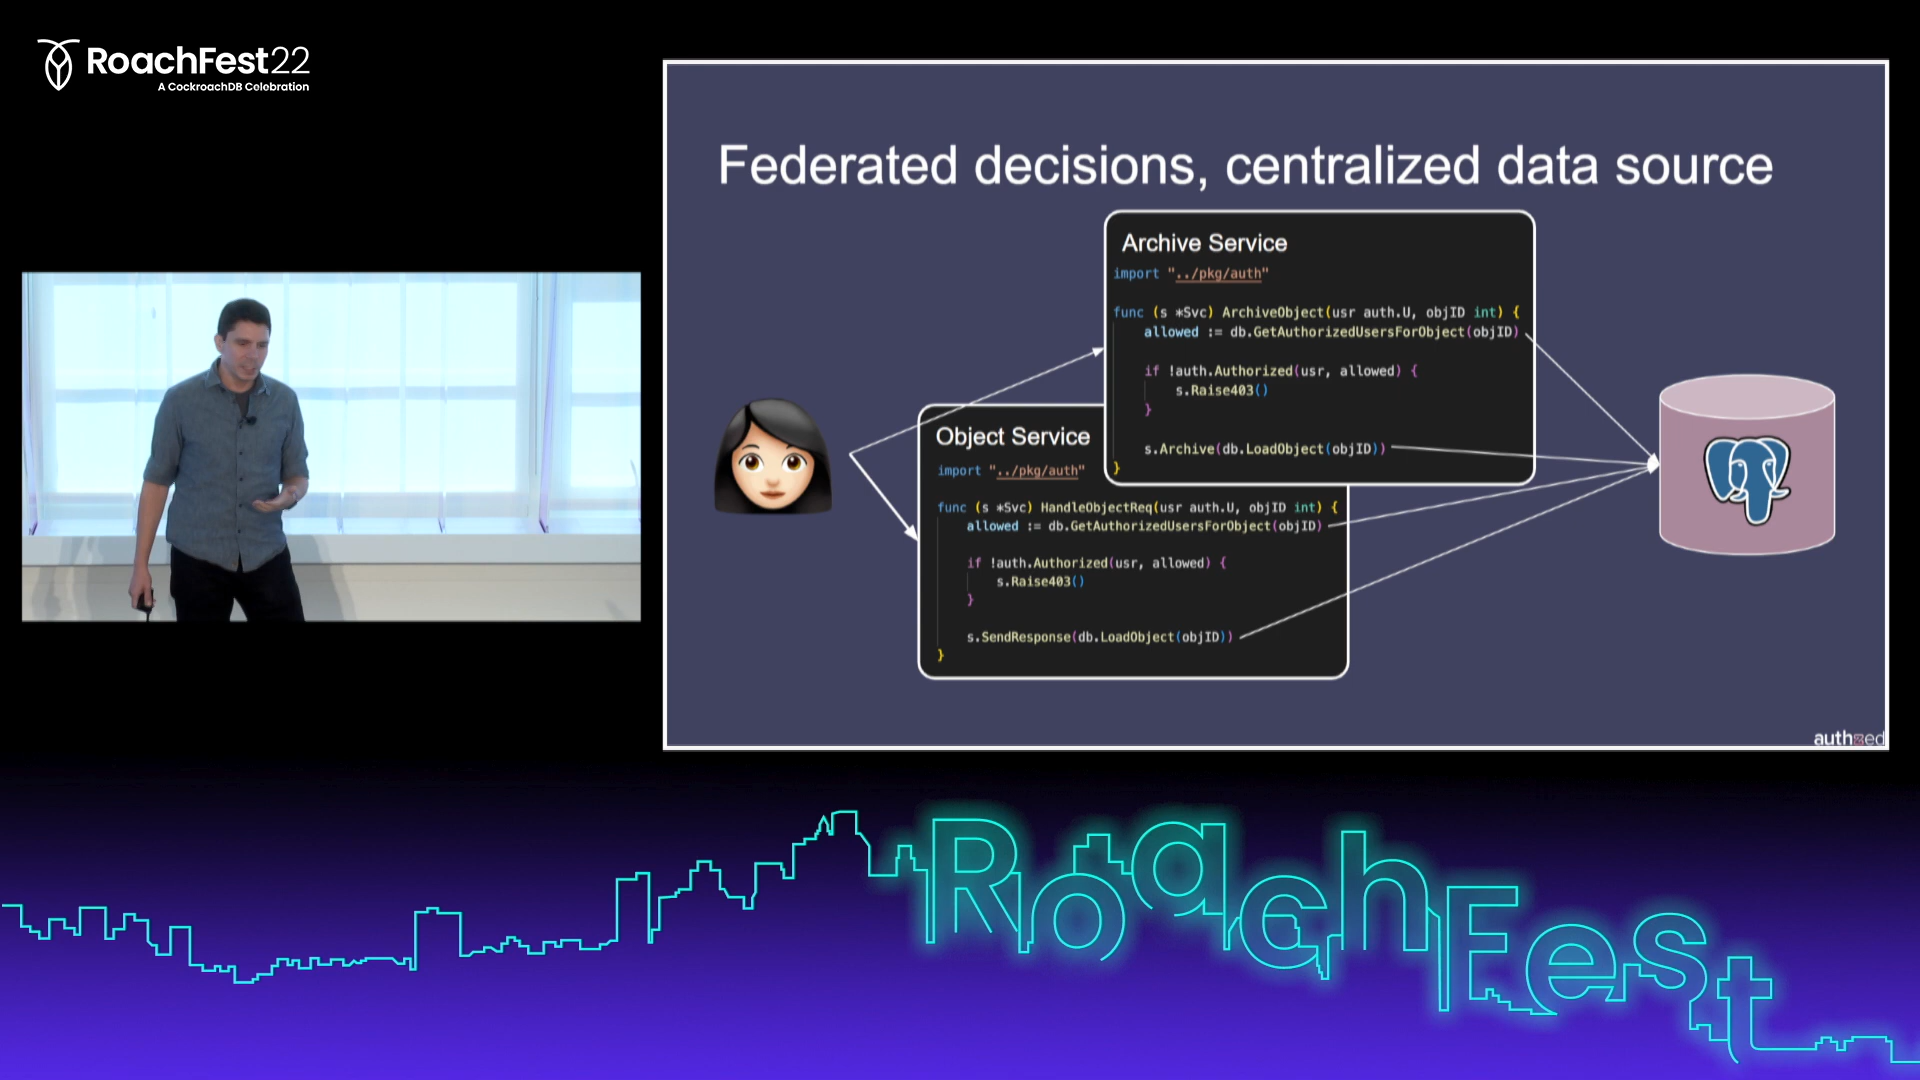 RoachFest22
A CockroachDB Celebration
Federated decisions, centralized data source
Archive Service
import "../pkg/auth"
func (s *Svc) ArchiveObject(usr auth.U, objID int) {
allowed := db.GetAuthorizedUsersForObject(objID)
if !auth.Authorized(usr, allowed) {
s.Raise403()
}
s.Archive(db.LoadObject(objID))
}
Object Service
import "../pkg/auth"
func (s *Svc) HandleObjectReq(usr auth.U, objID int) {
allowed := db.GetAuthorizedUsersForObject(objID)
if !auth.Authorized(usr, allowed) {
s.Raise403()
}
s.SendResponse(db.LoadObject(objID))
}
authzed
RoachFest